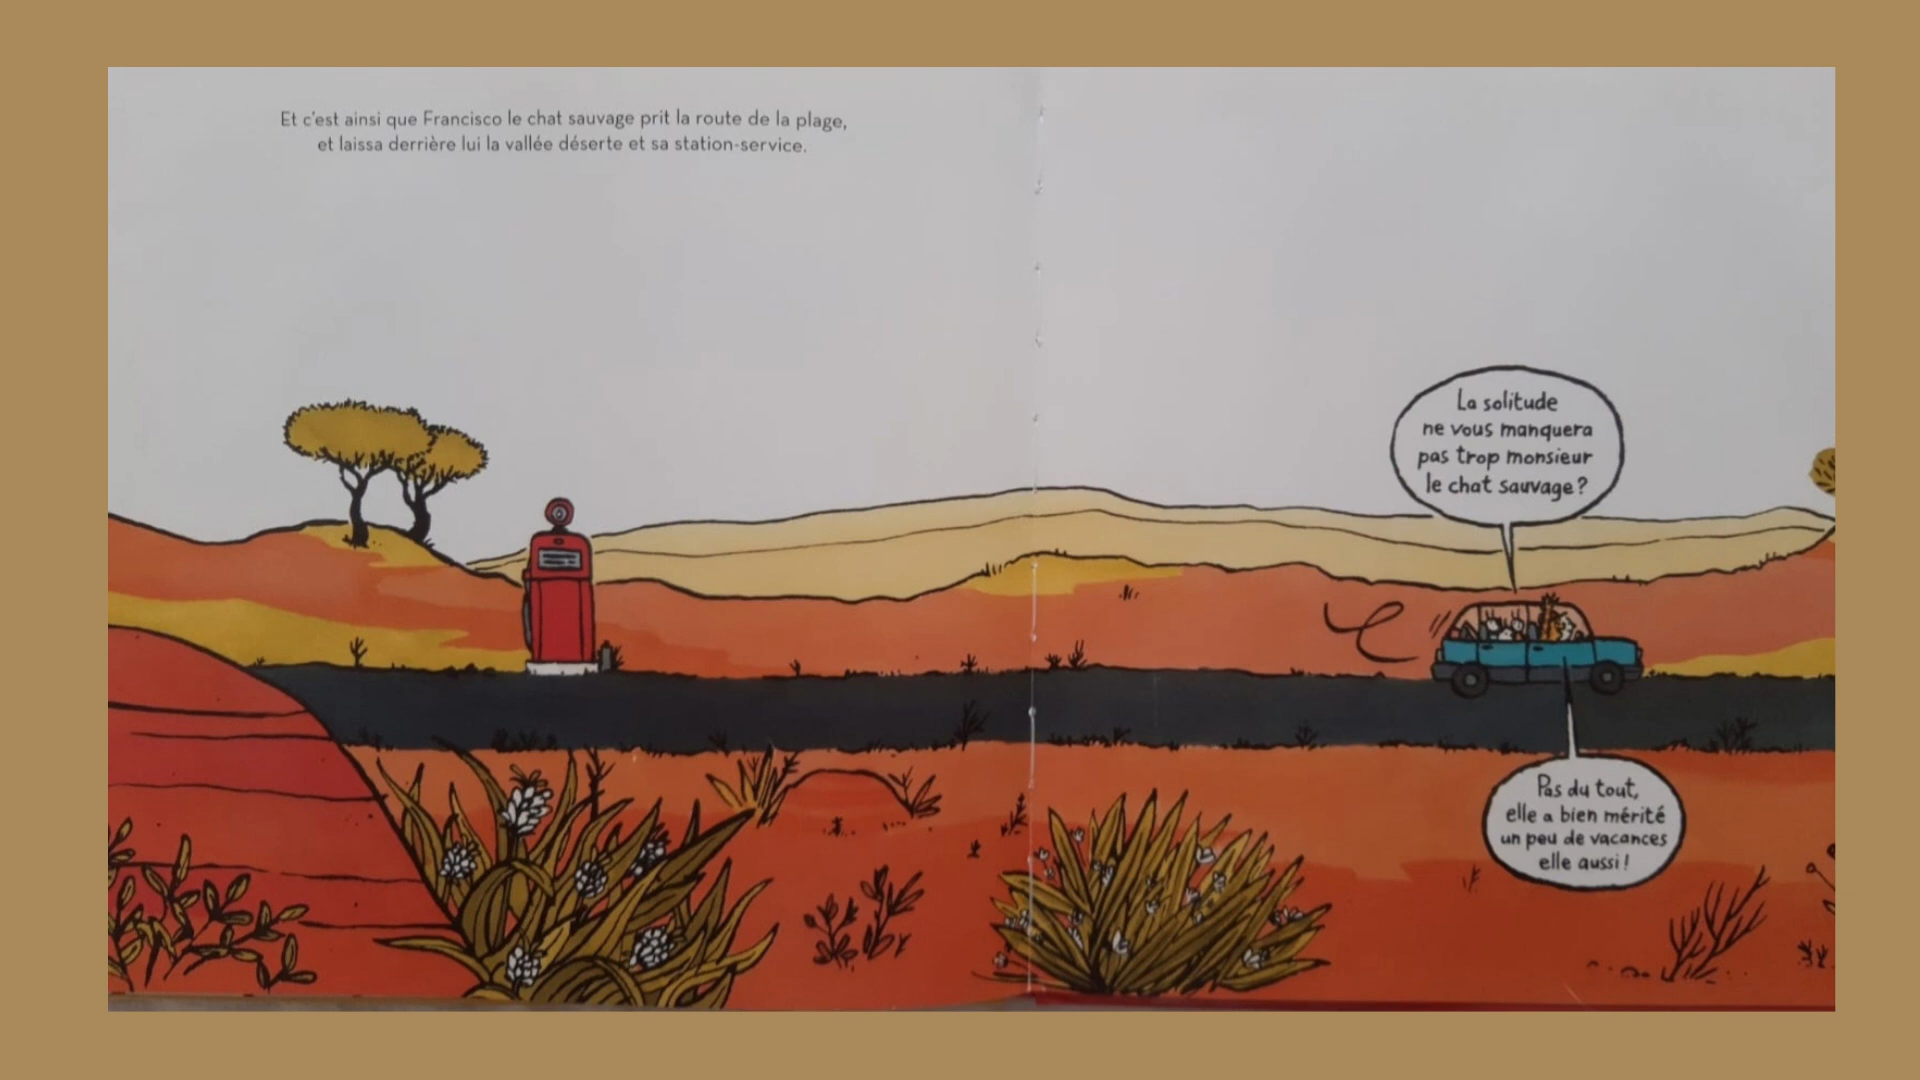 Et c'est ainsi que Francisco le chat sauvage prit la route de la plage,
et laissa derrière lui la vallée déserte et sa station-service.
La solitude
ne vous manquera
pas trop monsieur
le chat sauvage ?
Pas du tout,
elle a bien mérité
un peu de vacances
elle aussi !